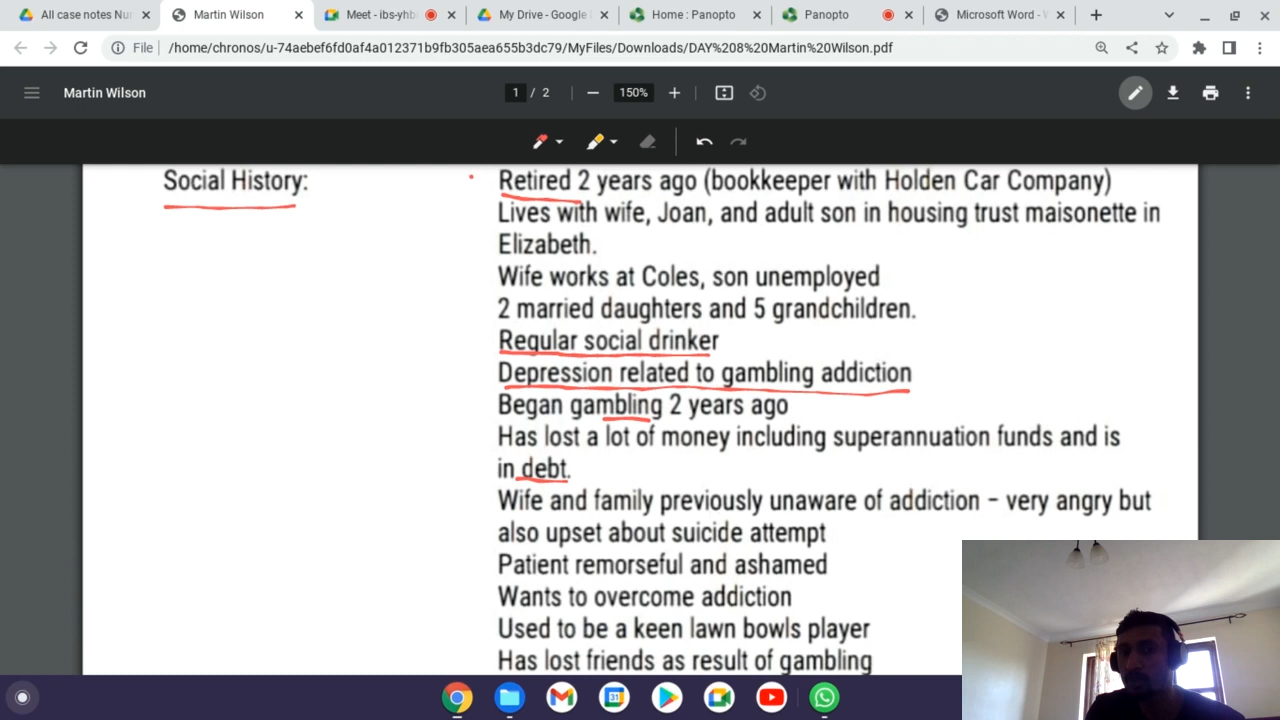 All case notes Nur
Martin Wilson
Meet - ibs-yhb
My Drive - Google
Home : Panopto
Panopto
Microsoft Word - 
File
/home/chronos/u-74aebef6fd0af4a012371b9fb305aea655b3dc79/MyFiles/Downloads/DAY%208%20Martin%20Wilson.pdf
Martin Wilson
1 / 2
150%
Social History:
Retired 2 years ago (bookkeeper with Holden Car Company)
Lives with wife, Joan, and adult son in housing trust maisonette in
Elizabeth.
Wife works at Coles, son unemployed
2 married daughters and 5 grandchildren.
Regular social drinker
Depression related to gambling addiction
Began gambling 2 years ago
Has lost a lot of money including superannuation funds and is
in debt.
Wife and family previously unaware of addiction – very angry but
also upset about suicide attempt
Patient remorseful and ashamed
Wants to overcome addiction
Used to be a keen lawn bowls player
Has lost friends as result of gambling
31